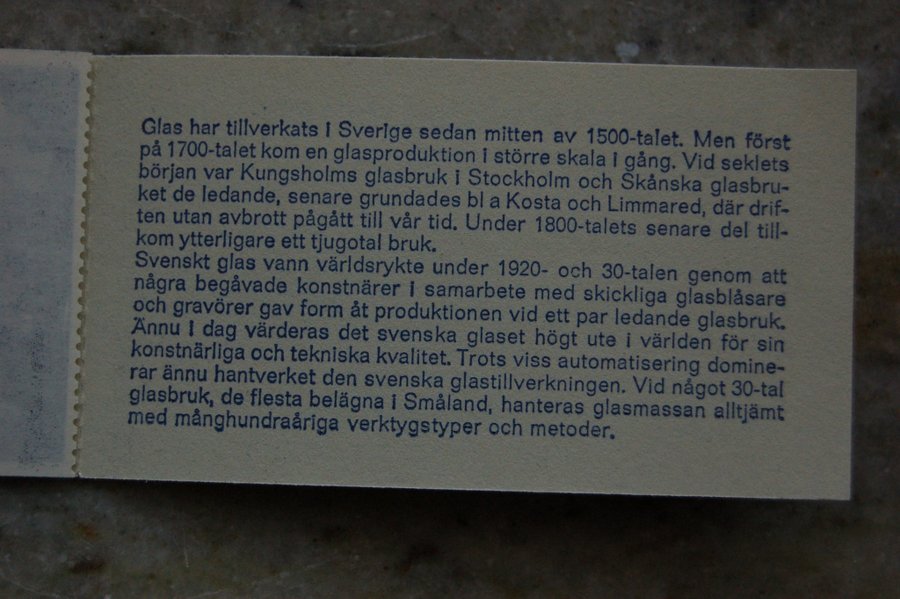 Glas har tillverkats i Sverige sedan mitten av 1500-talet. Men först
på 1700-talet kom en glasproduktion i större skala i gång. Vid seklets
början var Kungsholms glasbruk i Stockholm och Skånska glasbru-
ket de ledande, senare grundades bl a Kosta och Limmared, där drif-
ten utan avbrott pågått till vår tid. Under 1800-talets senare del till-
kom ytterligare ett tjugotal bruk.
Svenskt glas vann världsrykte under 1920- och 30-talen genom att
några begåvade konstnärer i samarbete med skickliga glasblåsare
och gravörer gav form åt produktionen vid ett par ledande glasbruk.
Ännu i dag värderas det svenska glaset högt ute i världen för sin
konstnärliga och tekniska kvalitet. Trots viss automatisering domine-
rar ännu hantverket den svenska glastillverkningen. Vid något 30-tal
glasbruk, de flesta belägna i Småland, hanteras glasmassan alltjämt
med månghundraåriga verktygstyper och metoder.